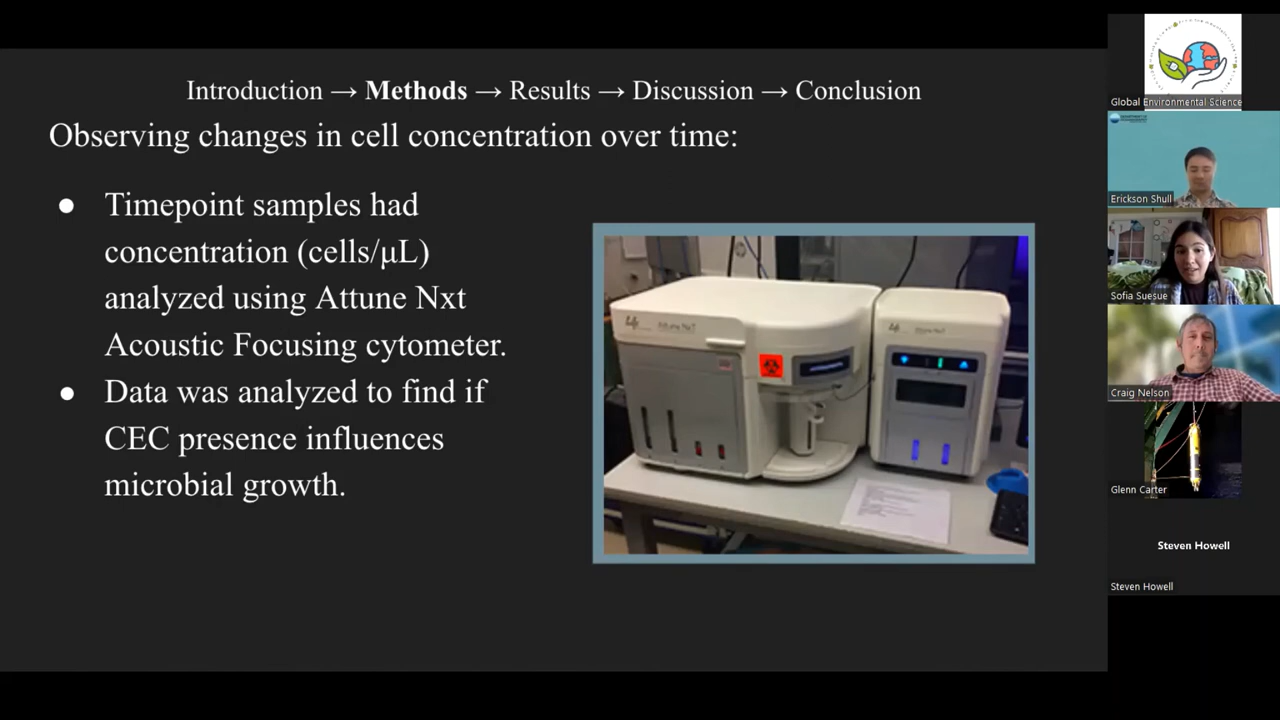 Introduction → Methods → Results → Discussion → Conclusion
Observing changes in cell concentration over time:
● Timepoint samples had
concentration (cells/μL)
analyzed using Attune Nxt
Acoustic Focusing cytometer.
● Data was analyzed to find if
CEC presence influences
microbial growth.
Global Environmental Science
Erickson Shull
Sofia Suesue
Craig Nelson
Glenn Carter
Steven Howell
Steven Howell